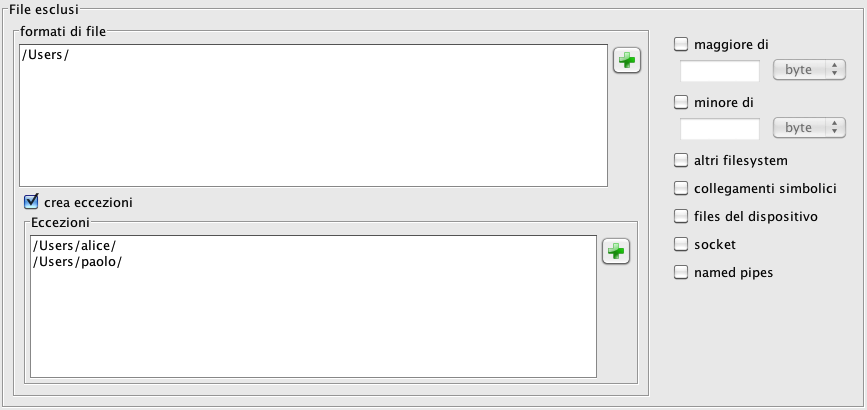 File esclusi
formati di file
/Users/
maggiore di
byte
minore di
byte
altri filesystem
collegamenti simbolici
files del dispositivo
socket
named pipes
crea eccezioni
Eccezioni
/Users/alice/
/Users/paolo/